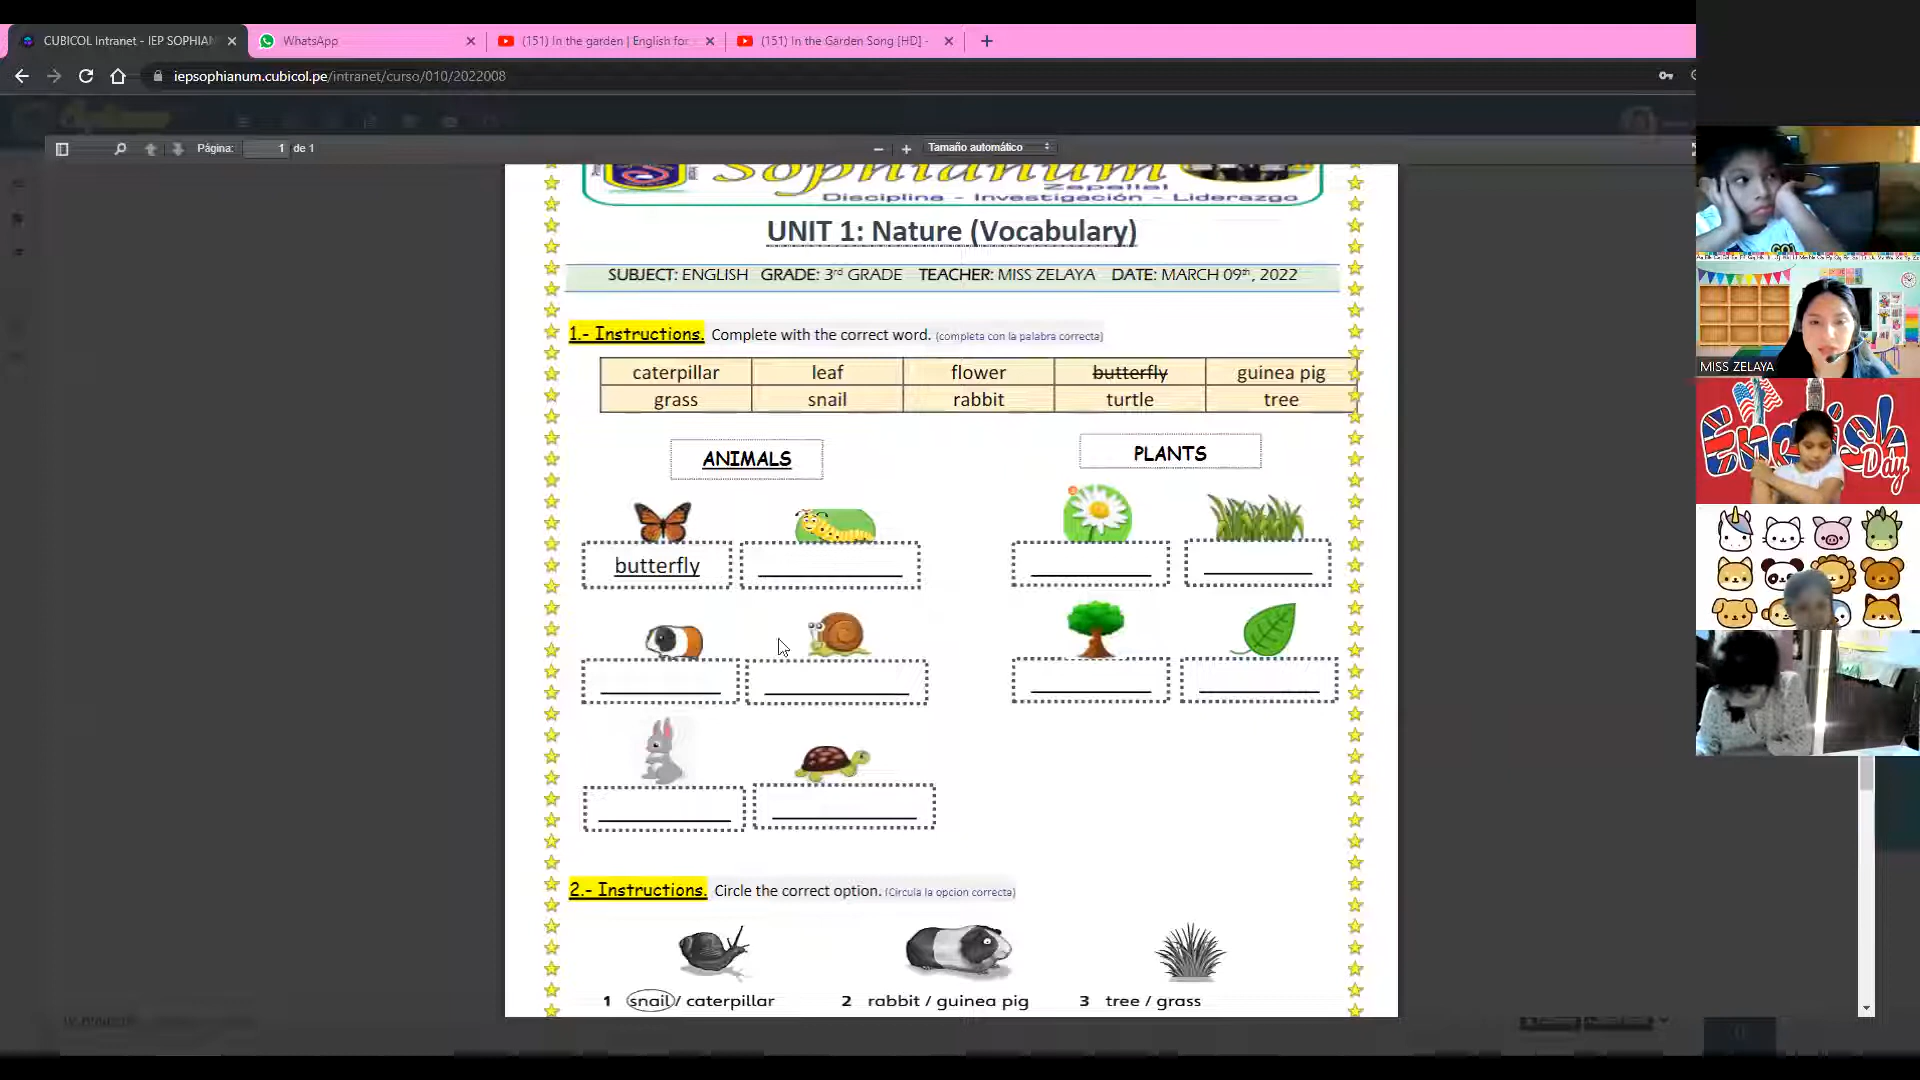 CUBICOL Intranet - IEP SOPHIAN
WhatsApp
(151) In the garden | English for
(151) In the Garden Song [HD] -
iepsophianum.cubicol.pe/intranet/curso/010/2022008
Página: 1 de 1
Tamaño automático
Sophianum
Zapallal
Disciplina - Investigación - Liderazgo
UNIT 1: Nature (Vocabulary)
SUBJECT: ENGLISH GRADE: 3rd GRADE TEACHER: MISS ZELAYA DATE: MARCH 09th, 2022
1.- Instructions. Complete with the correct word. (completa con la palabra correcta)
caterpillar leaf flower butterfly guinea pig
grass snail rabbit turtle tree
ANIMALS PLANTS
butterfly
2.- Instructions. Circle the correct option. (Circula la opcion correcta)
1 snail / caterpillar 2 rabbit / guinea pig 3 tree / grass
MISS ZELAYA
English
Day
GO!